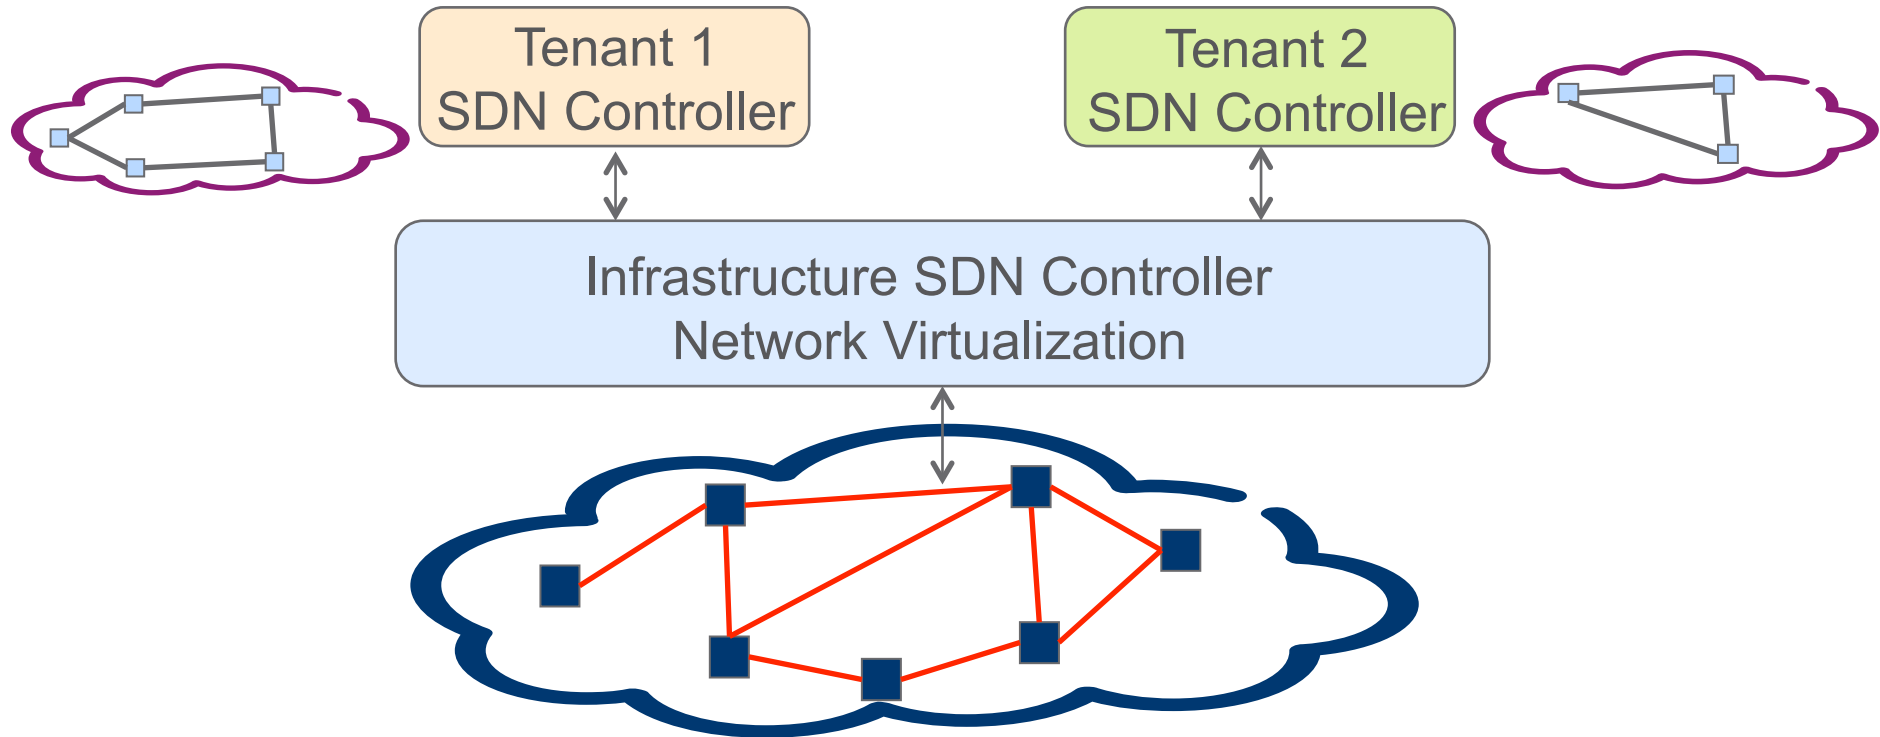 Tenant 1
SDN Controller
Tenant 2
SDN Controller
Infrastructure SDN Controller
Network Virtualization